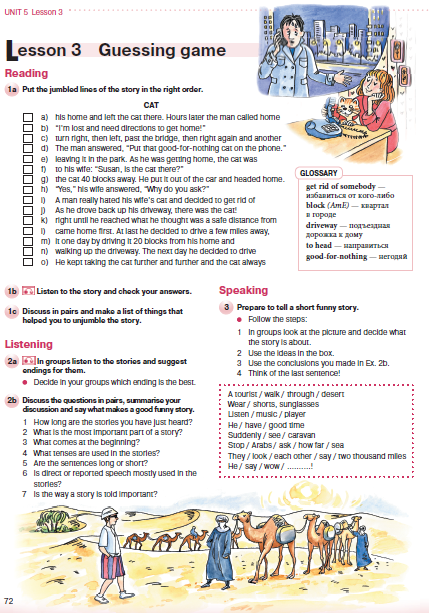 UNIT 5 Lesson 3
Lesson 3 Guessing game
Reading
1a Put the jumbled lines of the story in the right order.
CAT
a) his home and left the cat there. Hours later the man called home
b) "I'm lost and need directions to get home!"
c) turn right, then left, past the bridge, then right again and another
d) The man answered, "Put that good-for-nothing cat on the phone."
e) leaving it in the park. As he was getting home, the cat was
f) to his wife: "Susan, is the cat there?"
g) the cat 40 blocks away. He put it out of the car and headed home.
h) "Yes," his wife answered, "Why do you ask?"
i) A man really hated his wife's cat and decided to get rid of
j) As he drove back up his driveway, there was the cat!
k) right until he reached what he thought was a safe distance from
l) came home first. At last he decided to drive a few miles away,
m) it one day by driving it 20 blocks from his home and
n) walking up the driveway. The next day he decided to drive
o) He kept taking the cat further and further and the cat always
GLOSSARY
get rid of somebody —
избавиться от кого-либо
block (AmE) — квартал
в городе
driveway — подъездная
дорожка к дому
to head — направиться
good-for-nothing — негодяй
1b Listen to the story and check your answers.
1c Discuss in pairs and make a list of things that
helped you to unjumble the story.
Listening
2a In groups listen to the stories and suggest
endings for them.
• Decide in your groups which ending is the best.
2b Discuss the questions in pairs, summarise your
discussion and say what makes a good funny story.
1 How long are the stories you have just heard?
2 What is the most important part of a story?
3 What comes at the beginning?
4 What tenses are used in the
stories?
5 Are the sentences long or short?
6 Is direct or reported speech mostly used in the
stories?
7 Is the way a story is told important?
Speaking
3 Prepare to tell a short funny story.
• Follow the steps:
1 In groups look at the picture and decide what
the story is about.
2 Use the ideas in the box.
3 Use the conclusions you made in Ex. 2b.
4 Think of the last sentence!
A tourist / walk / through / desert
Wear / shorts, sunglasses
Listen / music / player
He / have / good time
Suddenly / see / caravan
Stop / Arabs / ask / how far / sea
They / look / each other / say / two thousand miles
He / say / wow / ..........!
72